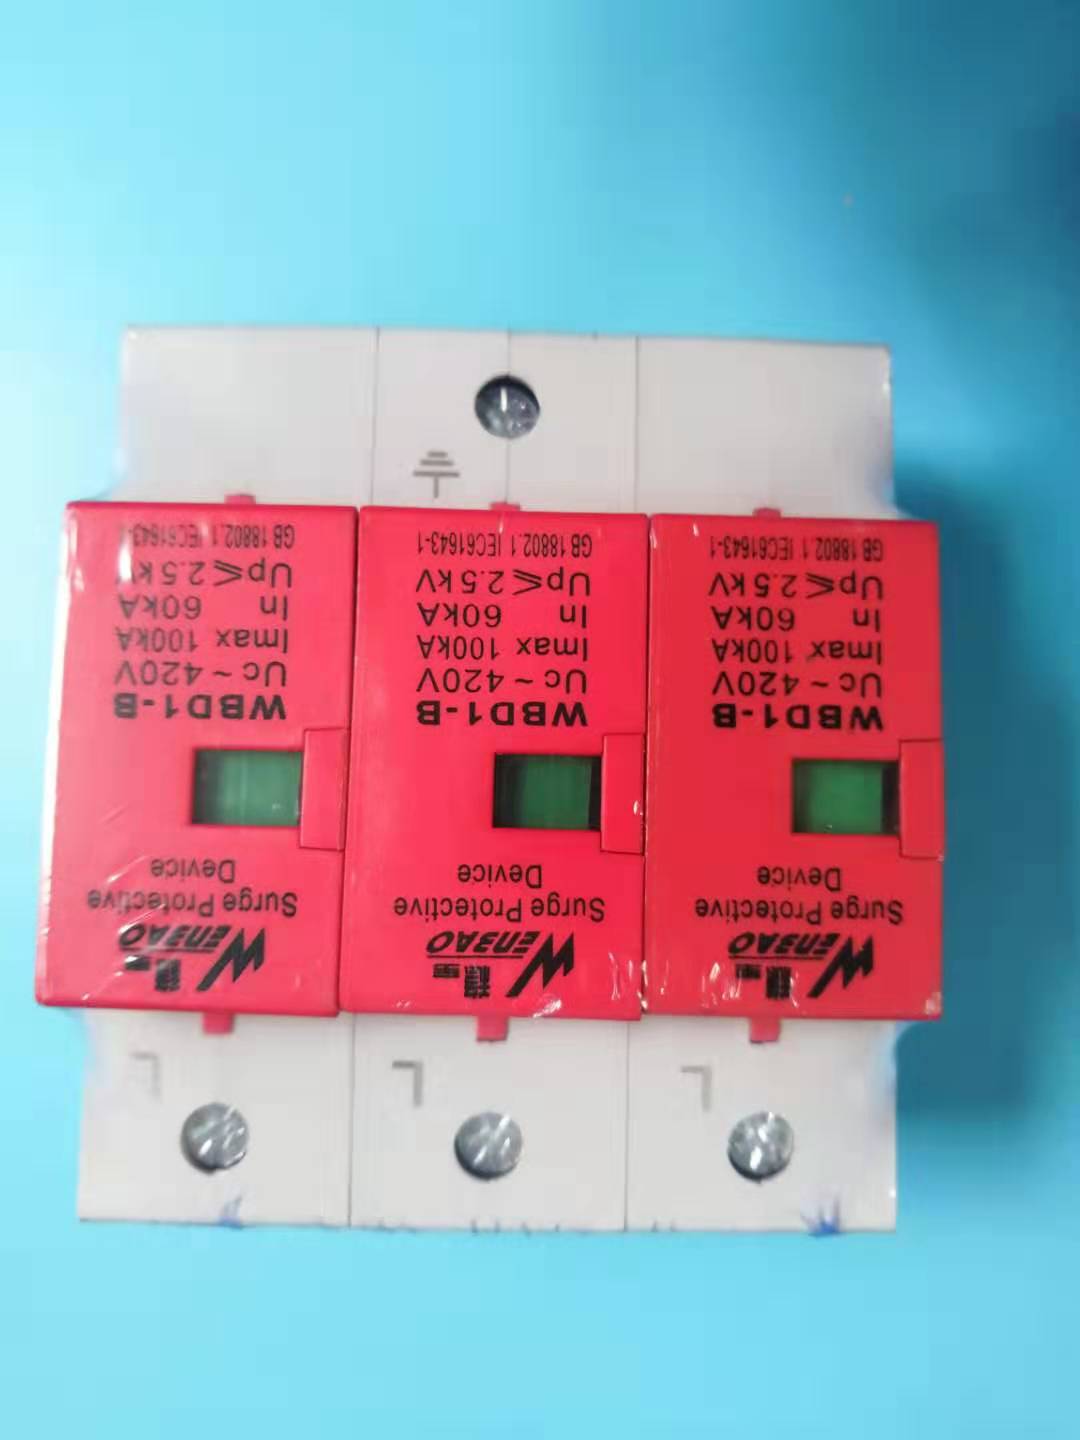 L
L
L
WENBAO
Surge Protective
Device
WBD1-B
Uc ~ 420V
Imax 100kA
In 60kA
Up≤2.5kV
GB 18802.1 IEC61643-1
WENBAO
Surge Protective
Device
WBD1-B
Uc ~ 420V
Imax 100kA
In 60kA
Up≤2.5kV
GB 18802.1 IEC61643-1
WENBAO
Surge Protective
Device
WBD1-B
Uc ~ 420V
Imax 100kA
In 60kA
Up≤2.5kV
GB 18802.1 IEC61643-1